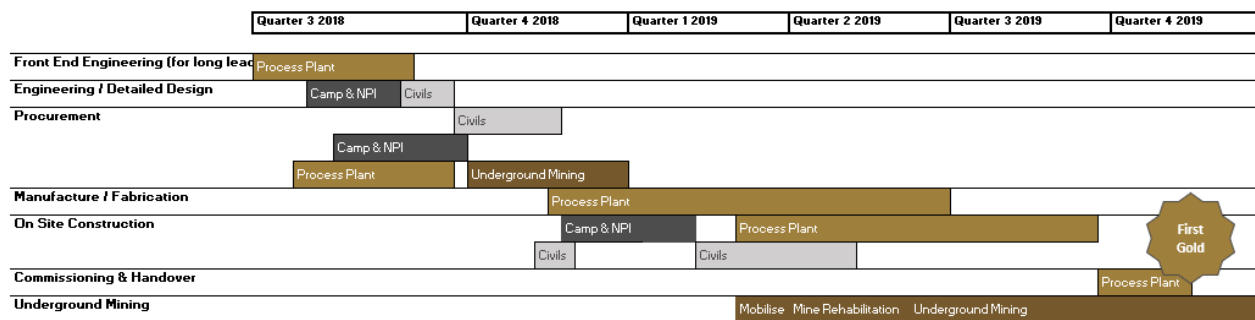 Quarter 3 2018 Quarter 4 2018 Quarter 1 2019 Quarter 2 2019 Quarter 3 2019 Quarter 4 2019
Front End Engineering (for long lead Process Plant
Engineering / Detailed Design Camp & NPI Civils
Procurement Civils
Camp & NPI
Process Plant Underground Mining
Manufacture / Fabrication Process Plant
On Site Construction Camp & NPI Process Plant
Civils Civils
First
Gold
Commissioning & Handover Process Plant
Underground Mining Mobilise Mine Rehabilitation Underground Mining